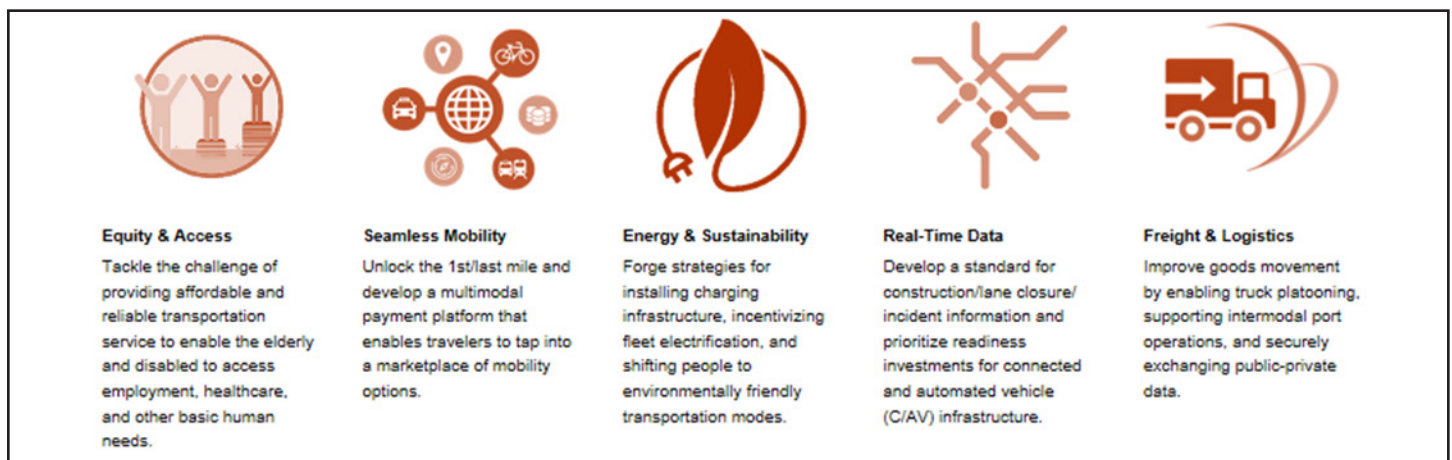 Equity & Access
Tackle the challenge of
providing affordable and
reliable transportation
service to enable the elderly
and disabled to access
employment, healthcare,
and other basic human
needs.
Seamless Mobility
Unlock the 1st/last mile and
develop a multimodal
payment platform that
enables travelers to tap into
a marketplace of mobility
options.
Energy & Sustainability
Forge strategies for
installing charging
infrastructure, incentivizing
fleet electrification, and
shifting people to
environmentally friendly
transportation modes.
Real-Time Data
Develop a standard for
construction/lane closure/
incident information and
prioritize readiness
investments for connected
and automated vehicle
(C/AV) infrastructure.
Freight & Logistics
Improve goods movement
by enabling truck platooning,
supporting intermodal port
operations, and securely
exchanging public-private
data.